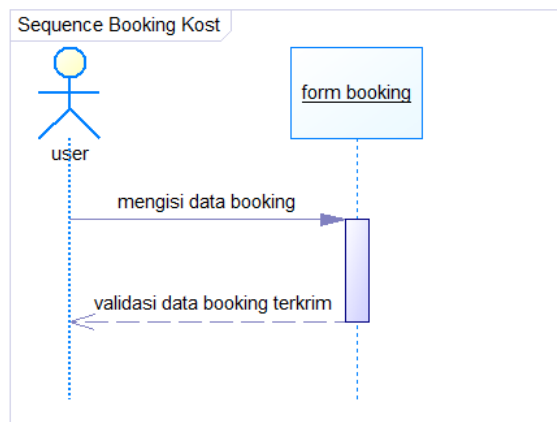 Sequence Booking Kost
form booking
user
mengisi data booking
validasi data booking terkrim